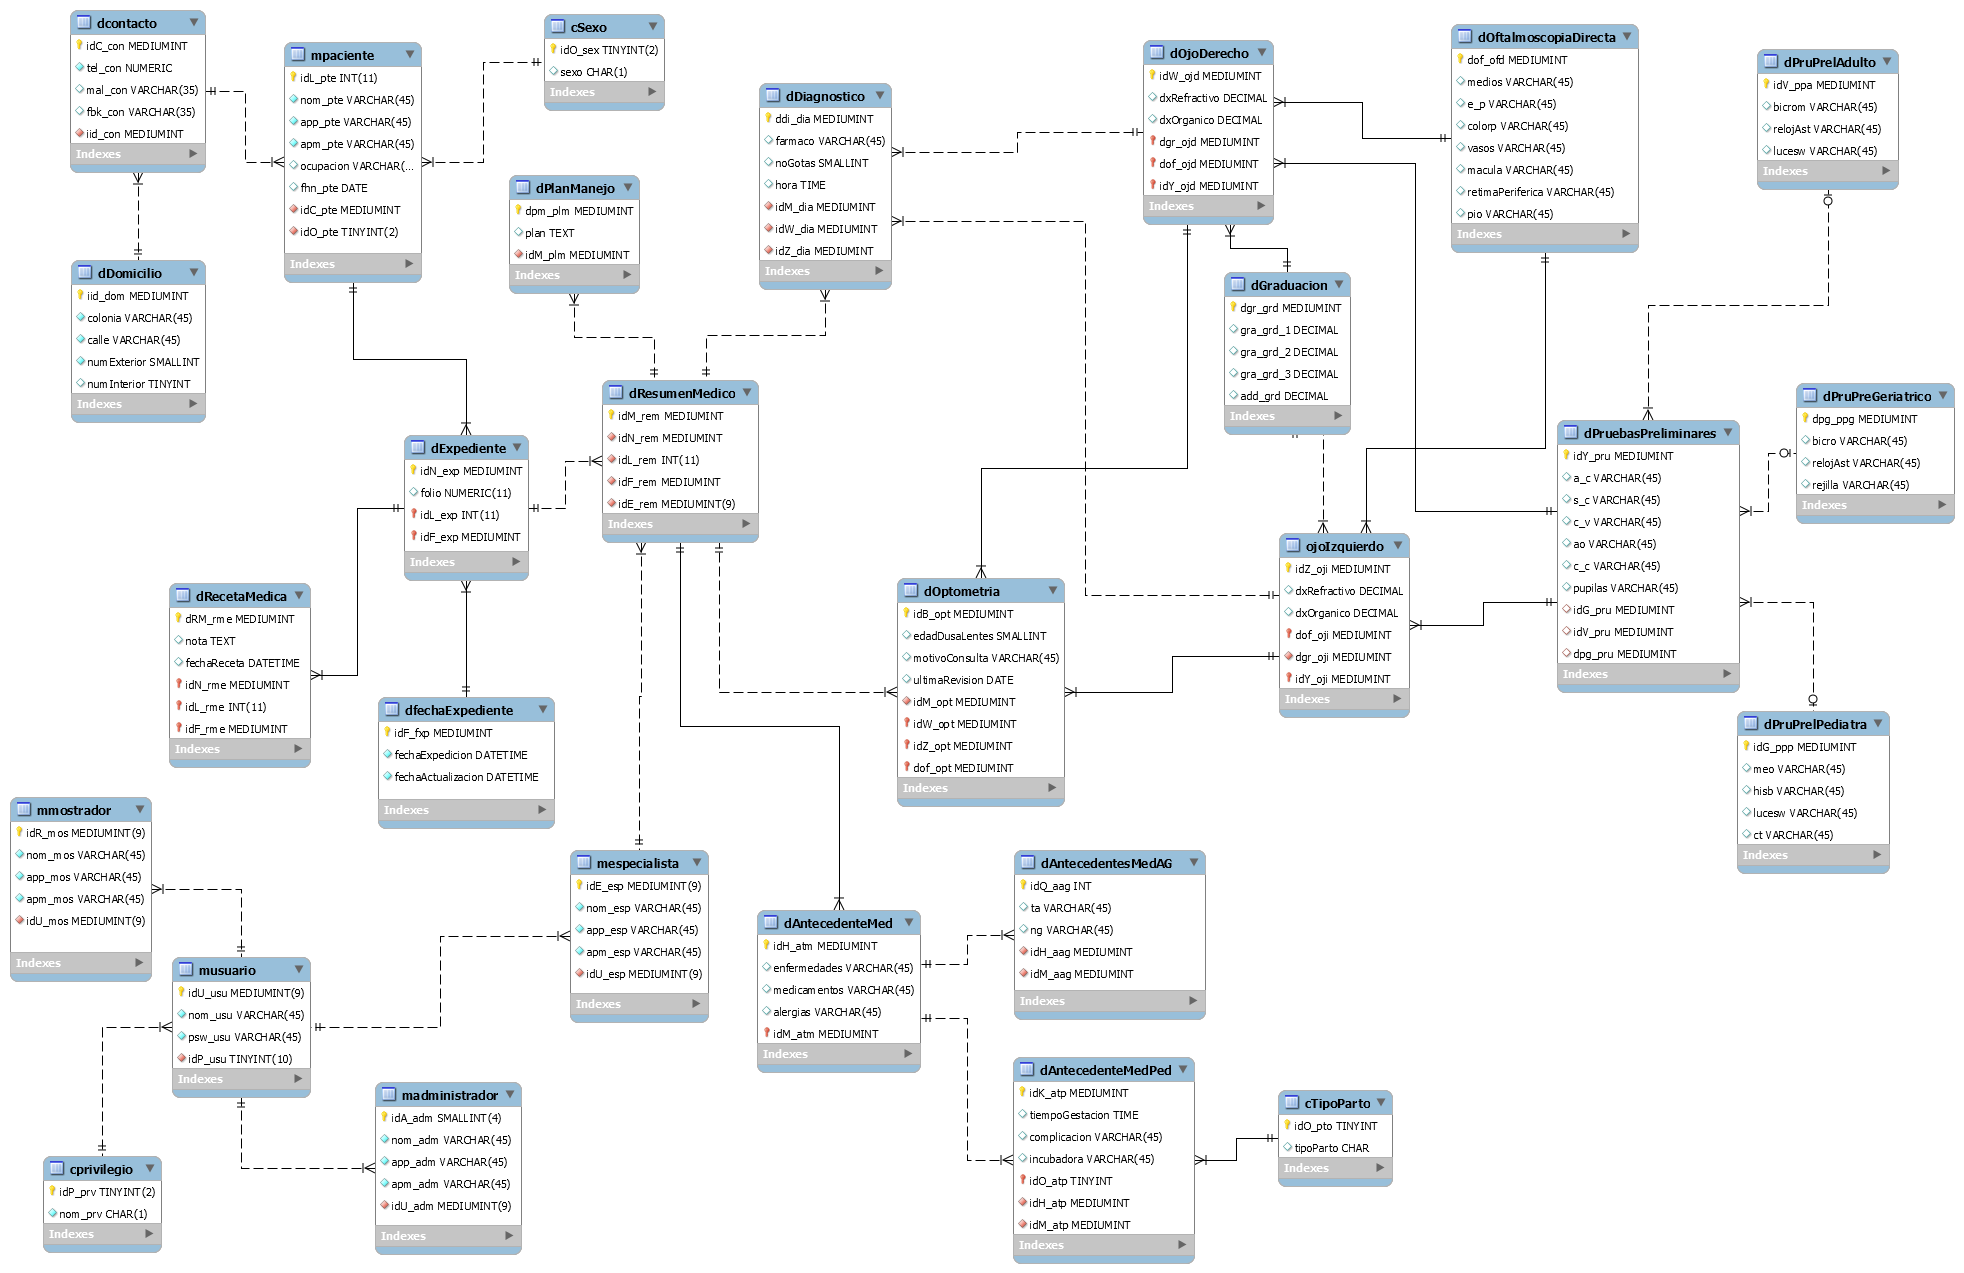 dcontacto
idC_con MEDIUMINT
tel_con NUMERIC
mal_con VARCHAR(35)
fbk_con VARCHAR(35)
iid_con MEDIUMINT
Indexes
mpaciente
idL_pte INT(11)
nom_pte VARCHAR(45)
app_pte VARCHAR(45)
apm_pte VARCHAR(45)
ocupacion VARCHAR(...
fhn_pte DATE
idC_pte MEDIUMINT
idO_pte TINYINT(2)
Indexes
cSexo
idO_sex TINYINT(2)
sexo CHAR(1)
Indexes
dDiagnostico
ddi_dia MEDIUMINT
farmaco VARCHAR(45)
noGotas SMALLINT
hora TIME
idM_dia MEDIUMINT
idW_dia MEDIUMINT
idZ_dia MEDIUMINT
Indexes
dOjoDerecho
idW_ojd MEDIUMINT
dxRefractivo DECIMAL
dxOrganico DECIMAL
dgr_ojd MEDIUMINT
dof_ojd MEDIUMINT
idY_ojd MEDIUMINT
Indexes
dOftalmoscopiaDirecta
dof_ofd MEDIUMINT
medios VARCHAR(45)
e_p VARCHAR(45)
colorp VARCHAR(45)
vasos VARCHAR(45)
macula VARCHAR(45)
retimaPeriferica VARCHAR(45)
pio VARCHAR(45)
Indexes
dPruPrelAdulto
idV_ppa MEDIUMINT
bicrom VARCHAR(45)
relojAst VARCHAR(45)
lucesw VARCHAR(45)
Indexes
dPlanManejo
dpm_plm MEDIUMINT
plan TEXT
idM_plm MEDIUMINT
Indexes
dDomicilio
iid_dom MEDIUMINT
colonia VARCHAR(45)
calle VARCHAR(45)
numExterior SMALLINT
numInterior TINYINT
Indexes
dGraduacion
dgr_grd MEDIUMINT
gra_grd_1 DECIMAL
gra_grd_2 DECIMAL
gra_grd_3 DECIMAL
add_grd DECIMAL
Indexes
dResumenMedico
idM_rem MEDIUMINT
idN_rem MEDIUMINT
idL_rem INT(11)
idF_rem MEDIUMINT
idE_rem MEDIUMINT(9)
Indexes
dPruPreGeriatrico
dpg_ppg MEDIUMINT
bicro VARCHAR(45)
relojAst VARCHAR(45)
rejilla VARCHAR(45)
Indexes
dExpediente
idN_exp MEDIUMINT
folio NUMERIC(11)
idL_exp INT(11)
idF_exp MEDIUMINT
Indexes
dPruebasPreliminares
idY_pru MEDIUMINT
a_c VARCHAR(45)
s_c VARCHAR(45)
c_v VARCHAR(45)
ao VARCHAR(45)
c_c VARCHAR(45)
pupilas VARCHAR(45)
idG_pru MEDIUMINT
idV_pru MEDIUMINT
dpg_pru MEDIUMINT
Indexes
ojoIzquierdo
idZ_oji MEDIUMINT
dxRefractivo DECIMAL
dxOrganico DECIMAL
dof_oji MEDIUMINT
dgr_oji MEDIUMINT
idY_oji MEDIUMINT
Indexes
dOptometria
idB_opt MEDIUMINT
edadDusaLentes SMALLINT
motivoConsulta VARCHAR(45)
ultimaRevision DATE
idM_opt MEDIUMINT
idW_opt MEDIUMINT
idZ_opt MEDIUMINT
dof_opt MEDIUMINT
Indexes
dRecetaMedica
dRM_rme MEDIUMINT
nota TEXT
fechaReceta DATETIME
idN_rme MEDIUMINT
idL_rme INT(11)
idF_rme MEDIUMINT
Indexes
dfechaExpediente
idF_fxp MEDIUMINT
fechaExpedicion DATETIME
fechaActualizacion DATETIME
Indexes
dPruPrelPediatra
idG_ppp MEDIUMINT
meo VARCHAR(45)
hisb VARCHAR(45)
lucesw VARCHAR(45)
ct VARCHAR(45)
Indexes
mmostrador
idR_mos MEDIUMINT(9)
nom_mos VARCHAR(45)
app_mos VARCHAR(45)
apm_mos VARCHAR(45)
idU_mos MEDIUMINT(9)
Indexes
mespecialista
idE_esp MEDIUMINT(9)
nom_esp VARCHAR(45)
app_esp VARCHAR(45)
apm_esp VARCHAR(45)
idU_esp MEDIUMINT(9)
Indexes
dAntecedentesMedAG
idQ_aag INT
ta VARCHAR(45)
ng VARCHAR(45)
idH_aag MEDIUMINT
idM_aag MEDIUMINT
Indexes
dAntecedenteMed
idH_atm MEDIUMINT
enfermedades VARCHAR(45)
medicamentos VARCHAR(45)
alergias VARCHAR(45)
idM_atm MEDIUMINT
Indexes
musuario
idU_usu MEDIUMINT(9)
nom_usu VARCHAR(45)
psw_usu VARCHAR(45)
idP_usu TINYINT(10)
Indexes
dAntecedenteMedPed
idK_atp MEDIUMINT
tiempoGestacion TIME
complicacion VARCHAR(45)
incubadora VARCHAR(45)
idO_atp TINYINT
idH_atp MEDIUMINT
idM_atp MEDIUMINT
Indexes
cTipoParto
idO_pto TINYINT
tipoParto CHAR
Indexes
madministrador
idA_adm SMALLINT(4)
nom_adm VARCHAR(45)
app_adm VARCHAR(45)
apm_adm VARCHAR(45)
idU_adm MEDIUMINT(9)
Indexes
cprivilegio
idP_prv TINYINT(2)
nom_prv CHAR(1)
Indexes